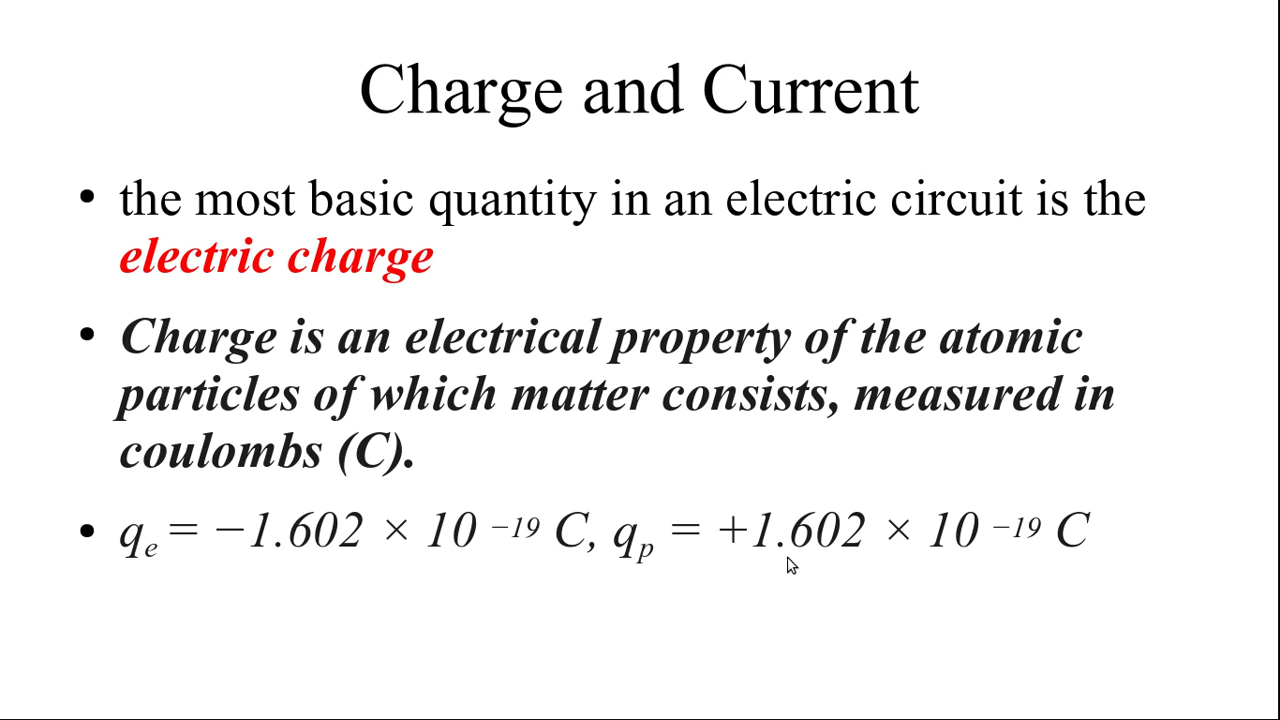 Charge and Current
• the most basic quantity in an electric circuit is the
electric charge
• Charge is an electrical property of the atomic
particles of which matter consists, measured in
coulombs (C).
• qₑ = −1.602 × 10 ⁻¹⁹ C, qₚ = +1.602 × 10 ⁻¹⁹ C